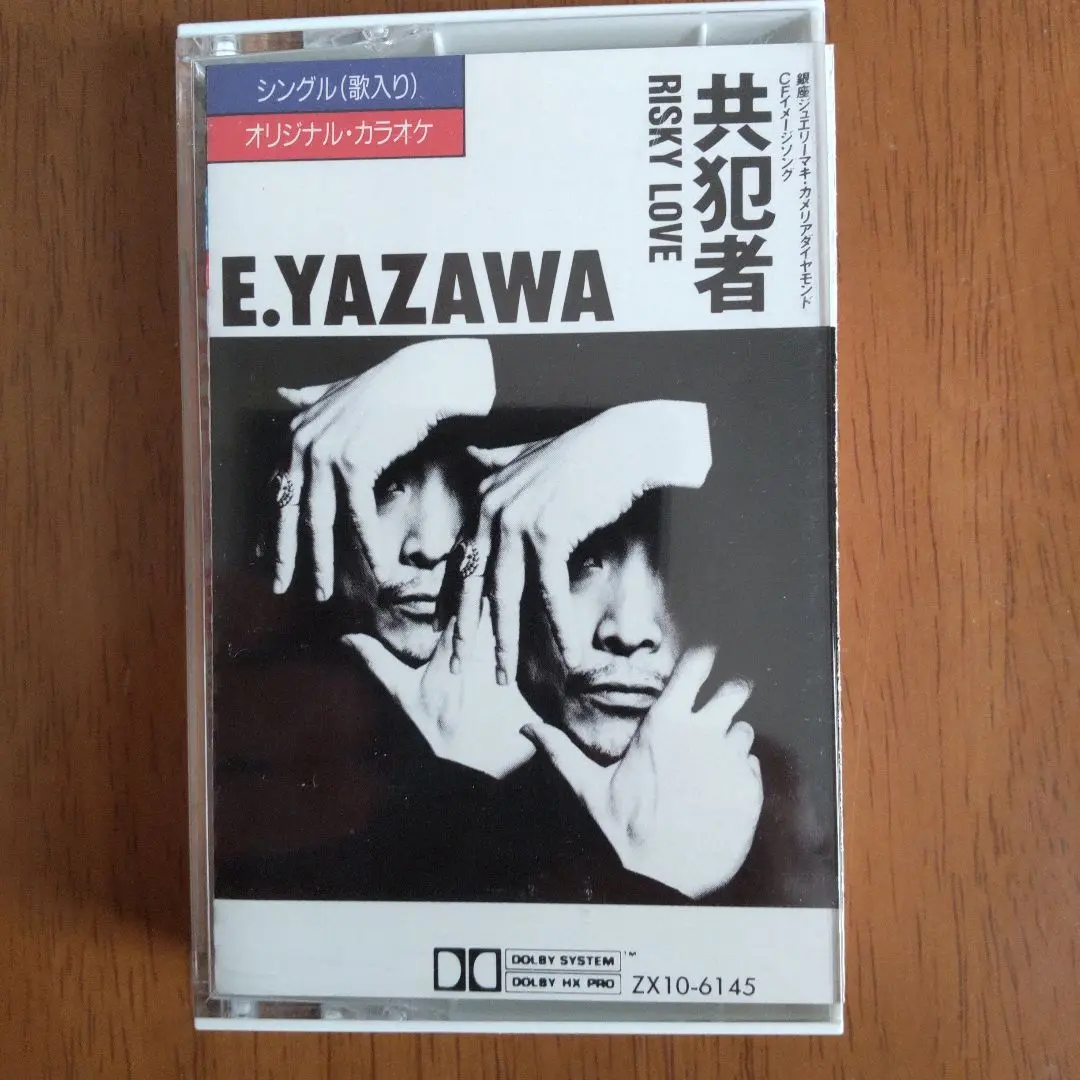 シングル(歌入り)
オリジナル・カラオケ
銀座ジュエリーマキ・カメリアダイヤモンド
CFイメージソング
共犯者
RISKY LOVE
E.YAZAWA
DOLBY SYSTEM™
DOLBY HX PRO
ZX10-6145